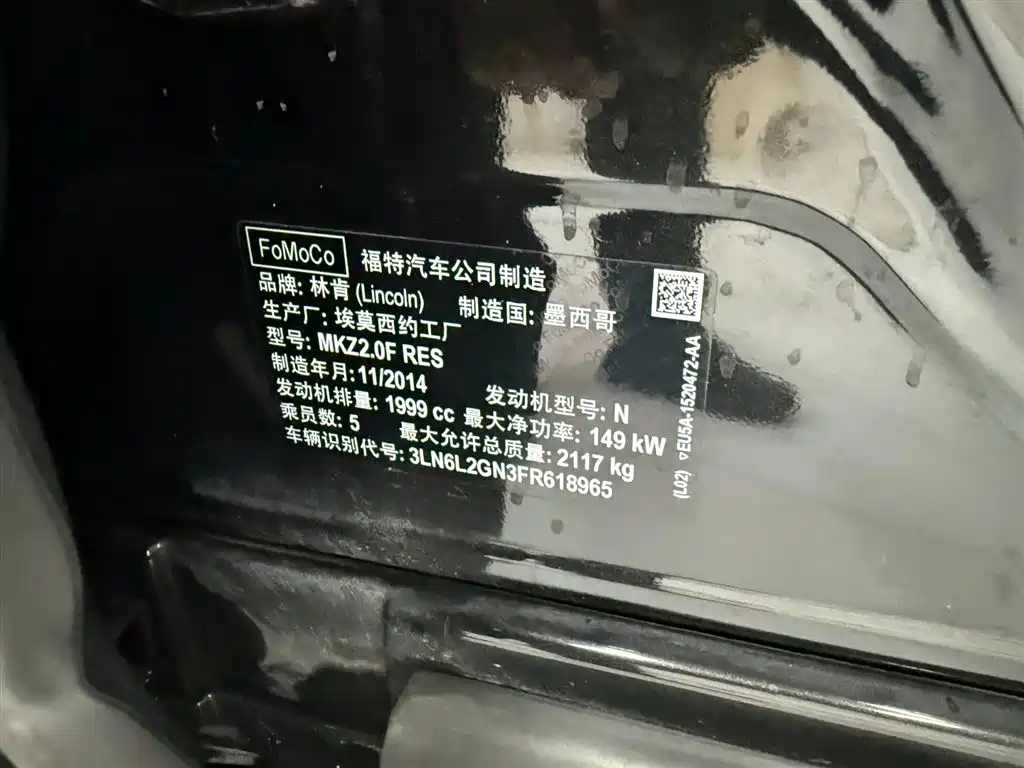 FoMoCo 福特汽车公司制造
品牌: 林肯 (Lincoln) 制造国: 墨西哥
生产厂: 埃莫西约工厂
型号: MKZ2.0F RES
制造年月: 11/2014 发动机型号: N
发动机排量: 1999 cc 最大净功率: 149 kW
乘员数: 5 最大允许总质量: 2117 kg
车辆识别代号: 3LN6L2GN3FR618965
(L02) ▽EU5A-1520472-AA